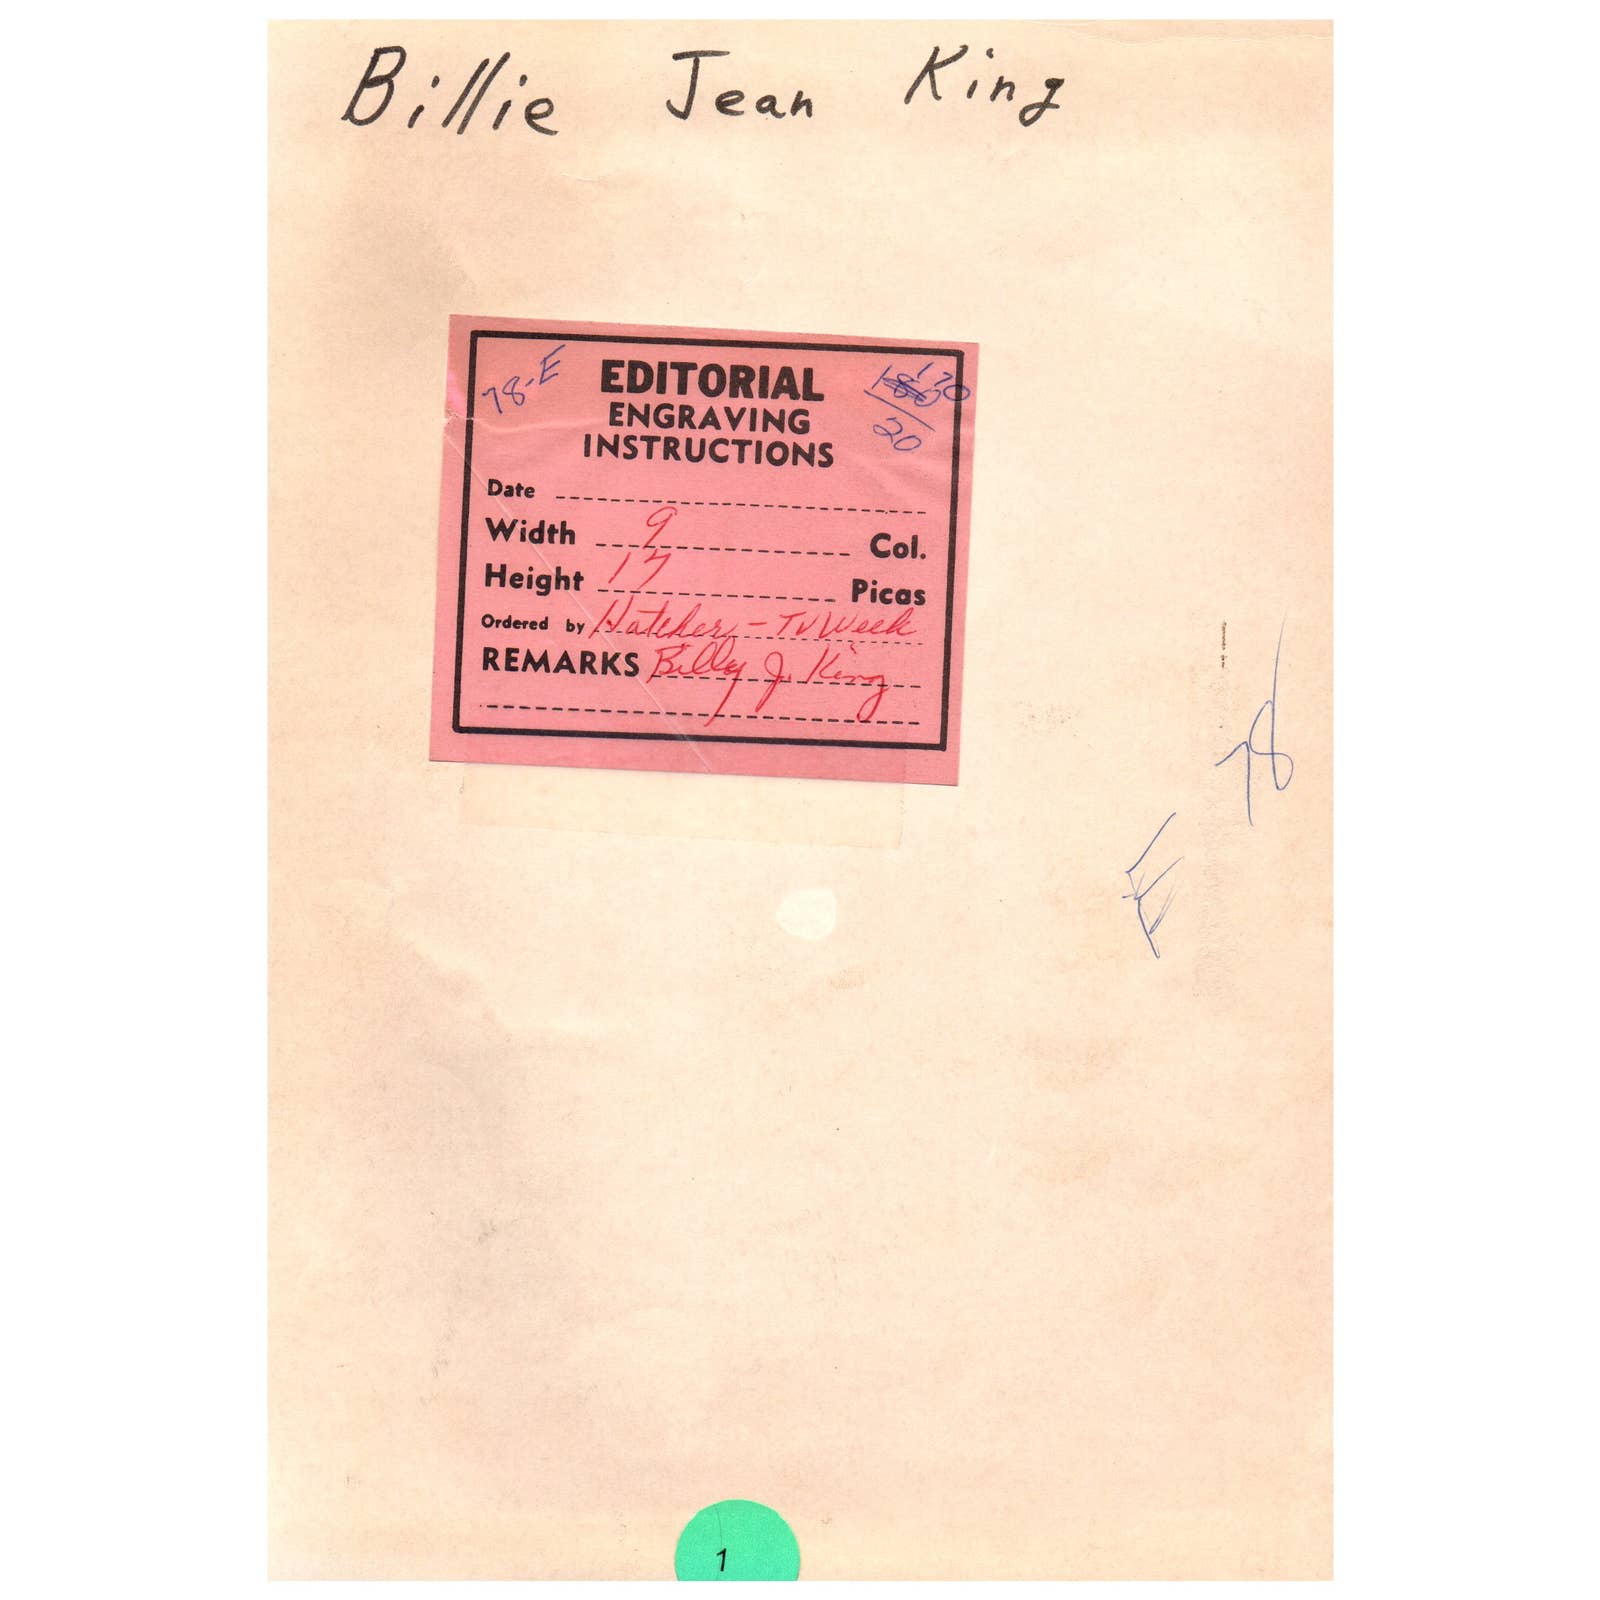 Billie Jean King
78-E
EDITORIAL
ENGRAVING
INSTRUCTIONS
170
20
Date
Width 9 Col.
Height 17 Picas
Ordered by Hatcher - TV Week
REMARKS Billy J. King
78
E
1